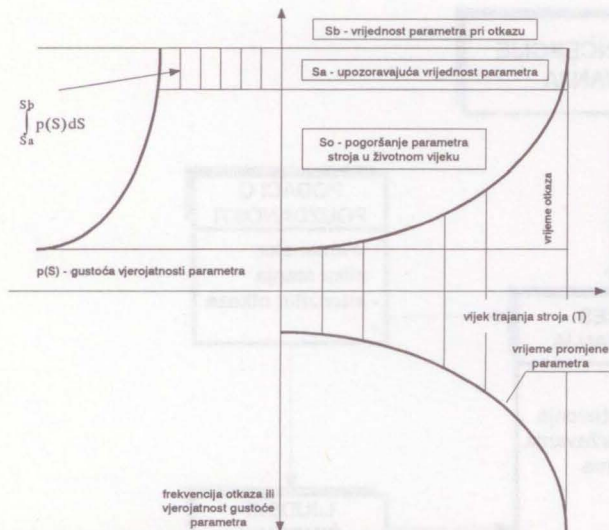 Sb - vrijednost parametra pri otkazu
Sa - upozoravajuća vrijednost parametra
Sb
∫ p(S)dS
Sa
So - pogoršanje parametra
stroja u životnom vijeku
vrijeme otkaza
p(S) - gustoća vjerojatnosti parametra
vijek trajanja stroja (T)
vrijeme promjene
parametra
frekvencija otkaza ili
vjerojatnost gustoće
parametra